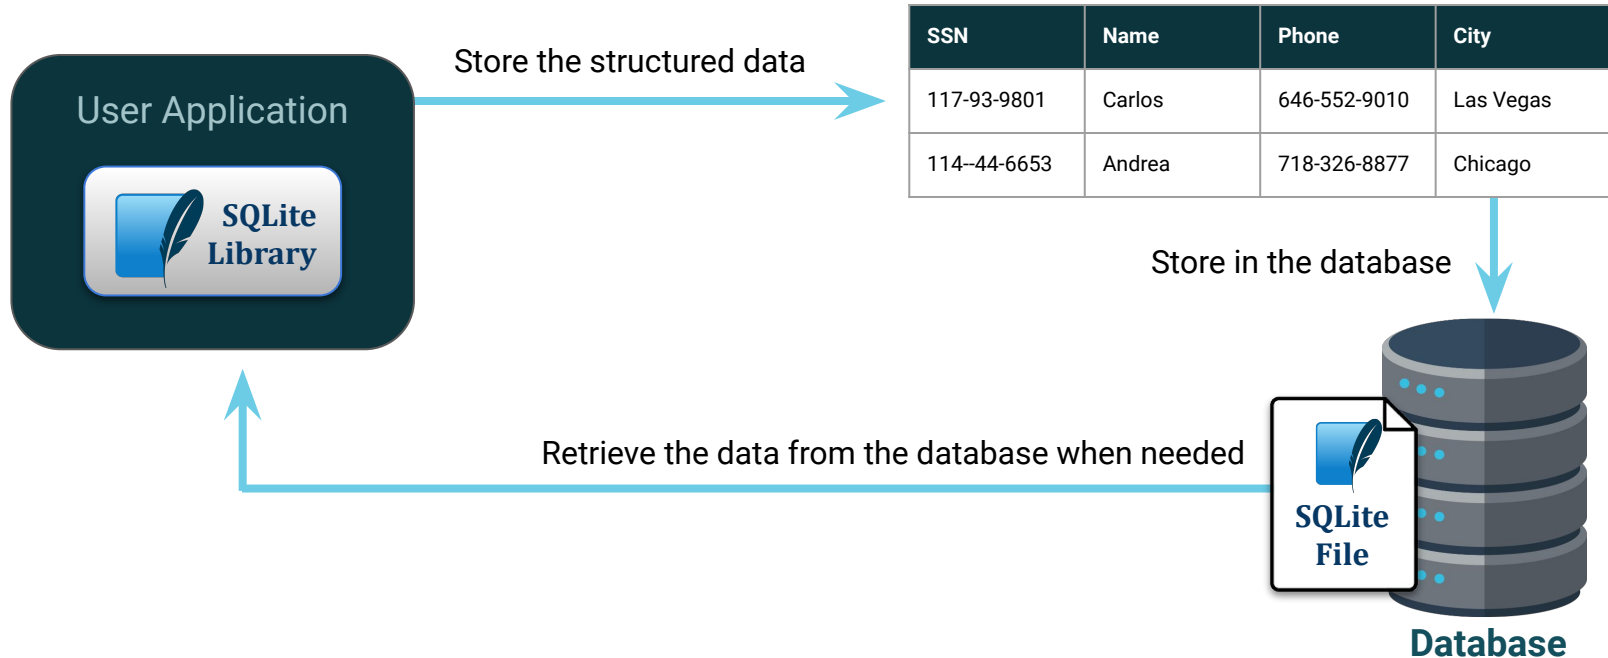 User Application
SQLite
Library
Store the structured data
SSN Name Phone City
117-93-9801 Carlos 646-552-9010 Las Vegas
114--44-6653 Andrea 718-326-8877 Chicago
Store in the database
Retrieve the data from the database when needed
SQLite
File
Database